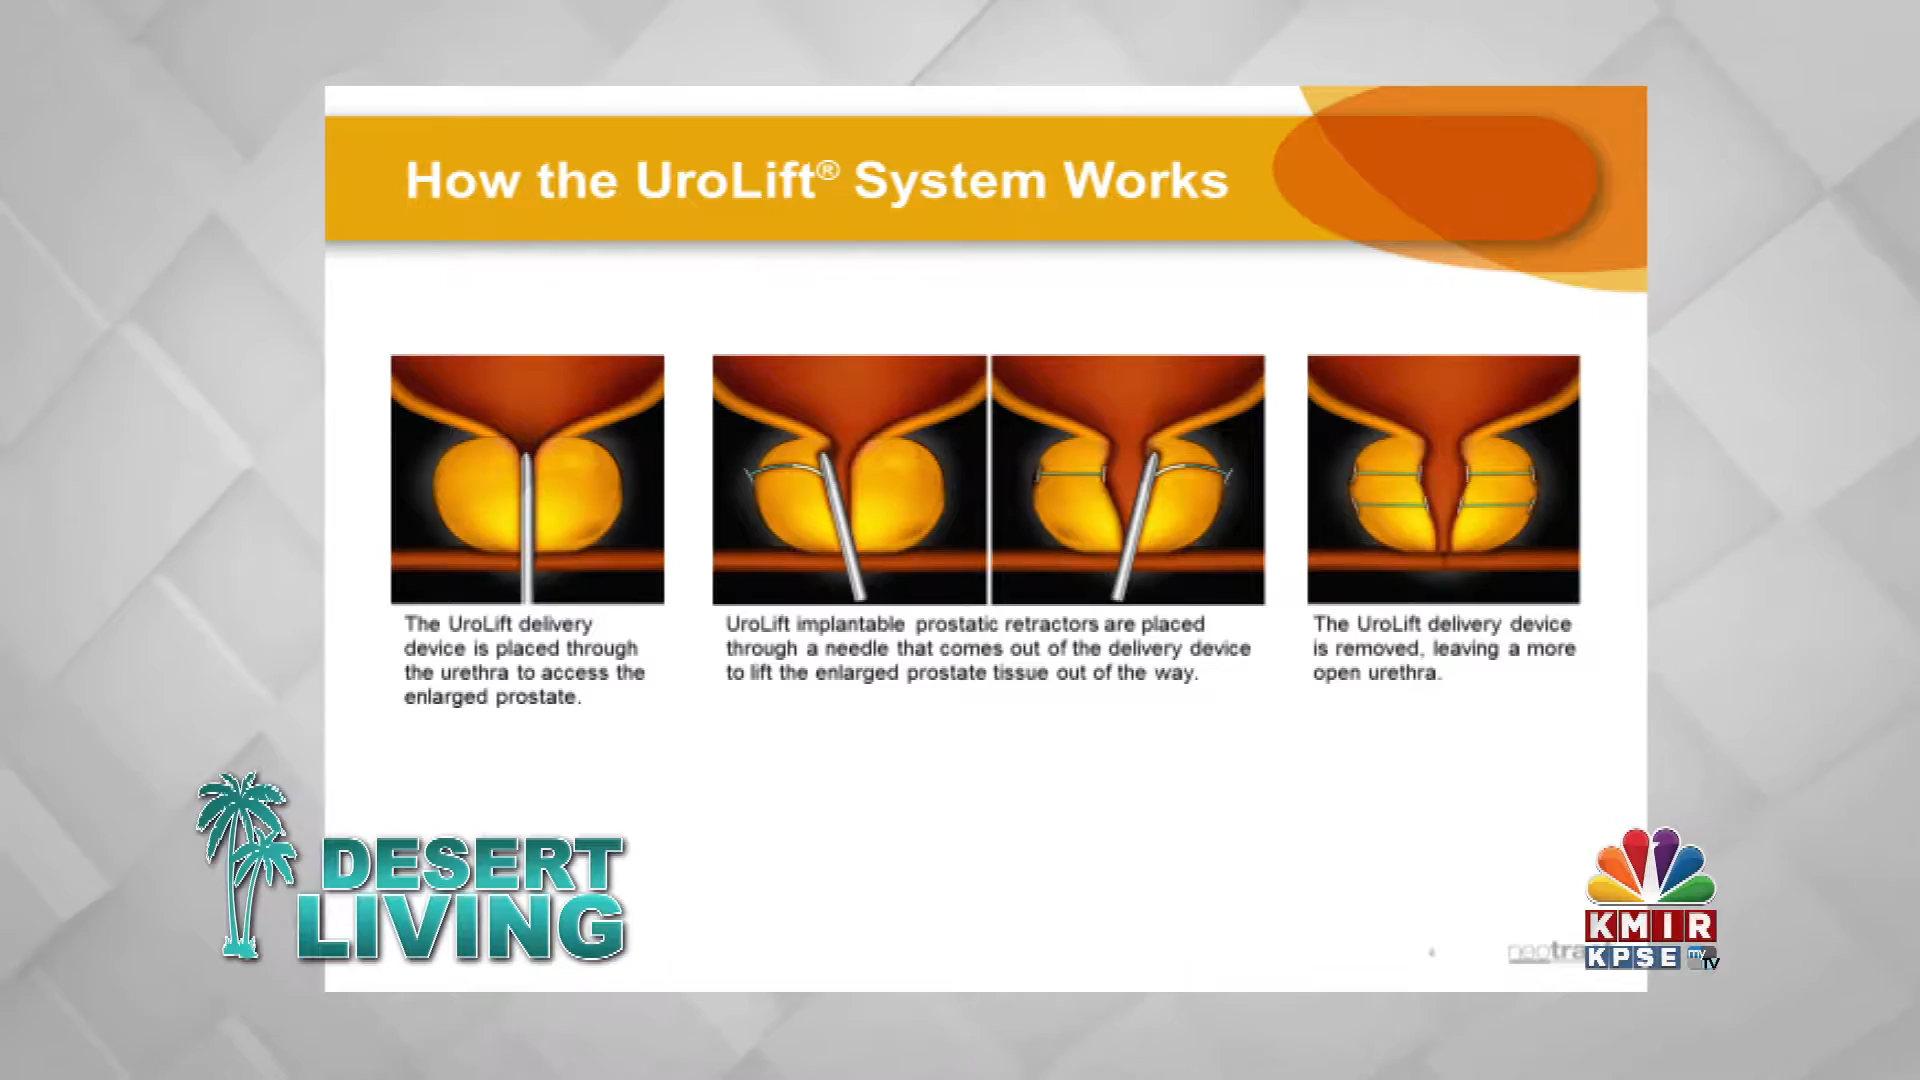 How the UroLift® System Works
The UroLift delivery
device is placed through
the urethra to access the
enlarged prostate.
UroLift implantable prostatic retractors are placed
through a needle that comes out of the delivery device
to lift the enlarged prostate tissue out of the way.
The UroLift delivery device
is removed, leaving a more
open urethra.
DESERT
LIVING
KMIR
KPSE my TV